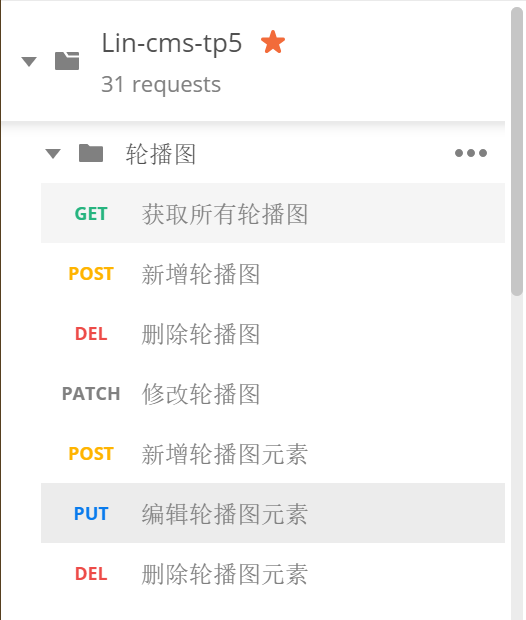 Lin-cms-tp5
31 requests
轮播图
GET 获取所有轮播图
POST 新增轮播图
DEL 删除轮播图
PATCH 修改轮播图
POST 新增轮播图元素
PUT 编辑轮播图元素
DEL 删除轮播图元素